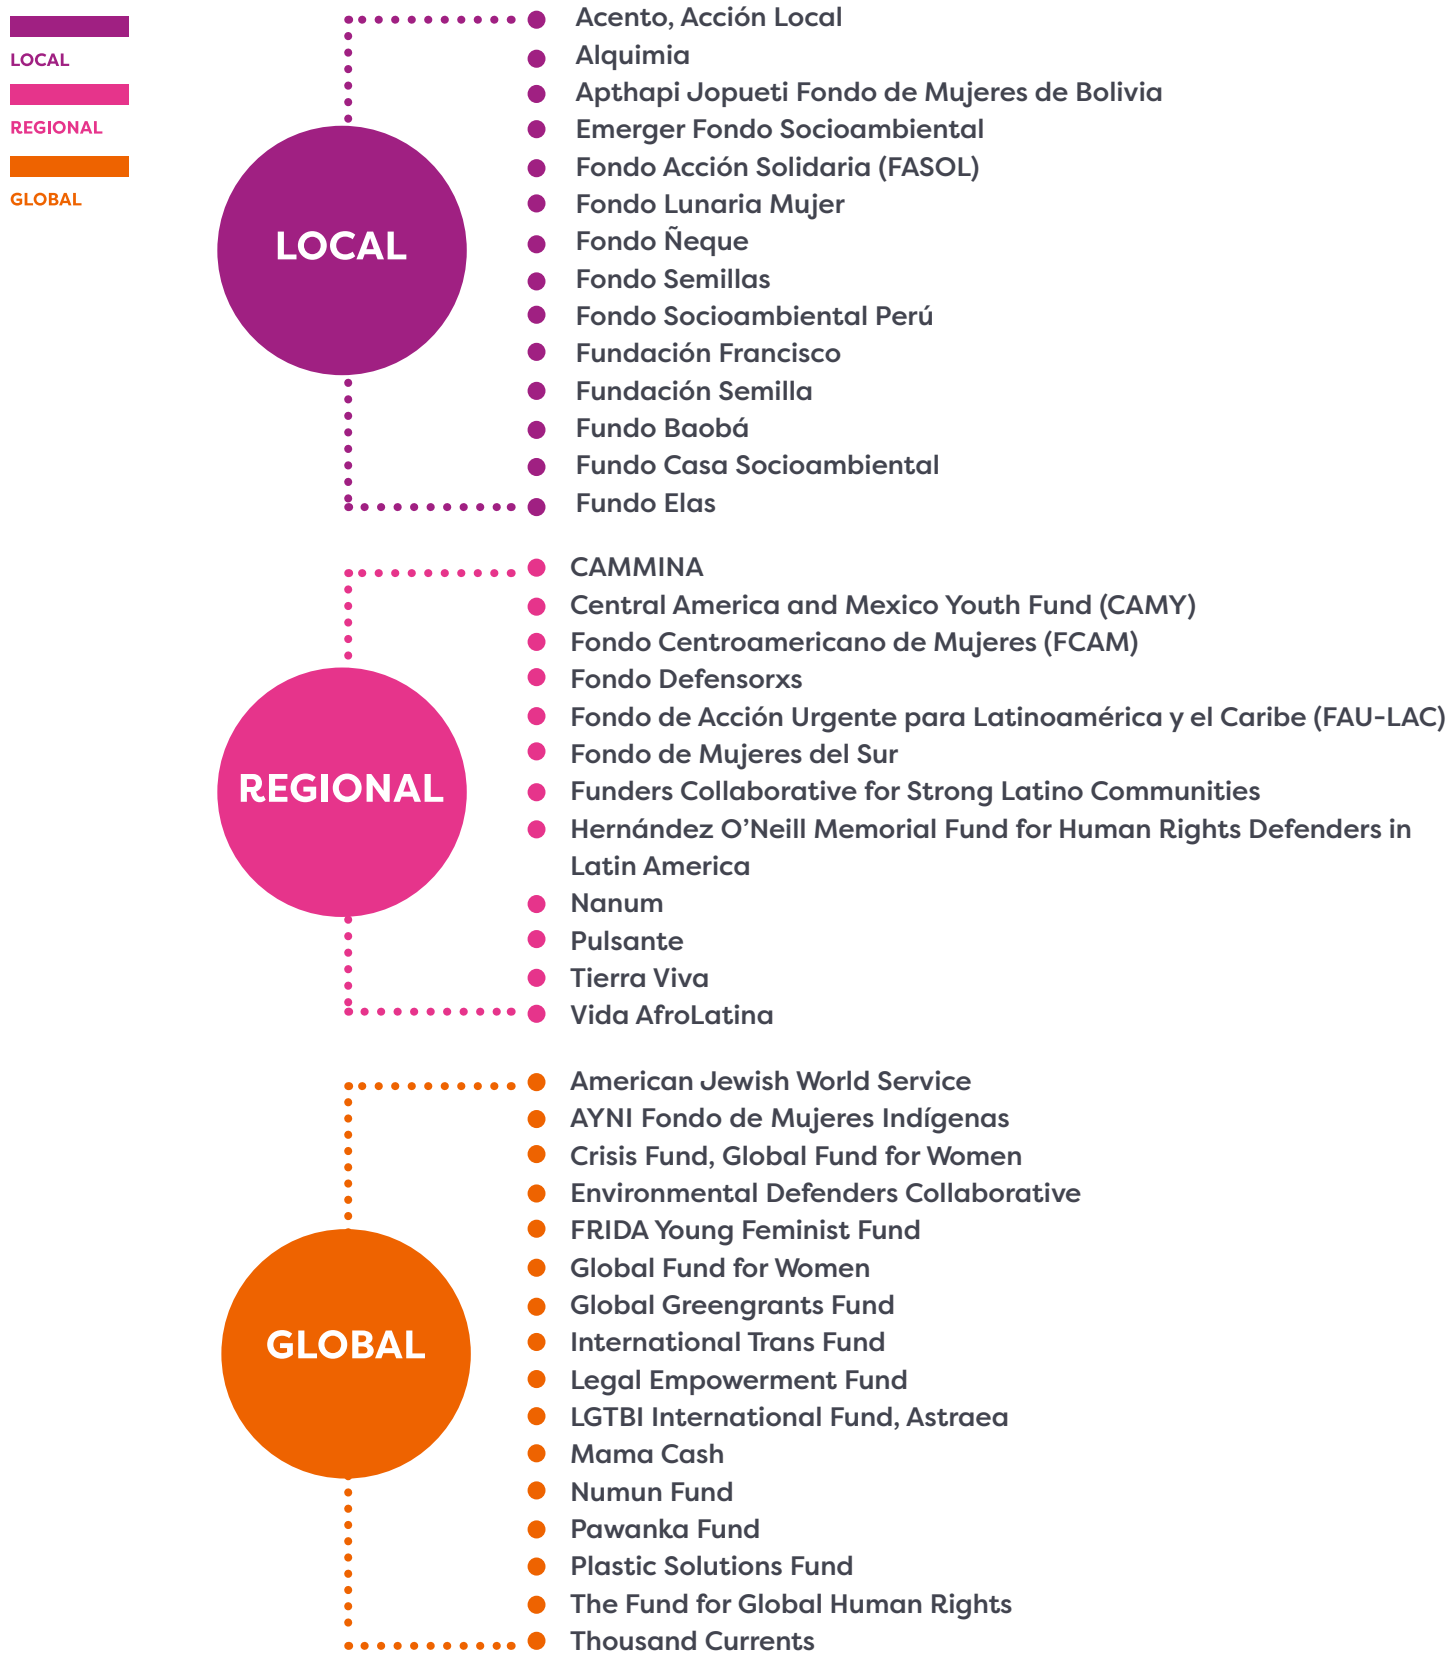 LOCAL
REGIONAL
GLOBAL
LOCAL
Acento, Acción Local
Alquimia
Apthapi Jopueti Fondo de Mujeres de Bolivia
Emerger Fondo Socioambiental
Fondo Acción Solidaria (FASOL)
Fondo Lunaria Mujer
Fondo Ñeque
Fondo Semillas
Fondo Socioambiental Perú
Fundación Francisco
Fundación Semilla
Fundo Baobá
Fundo Casa Socioambiental
Fundo Elas
REGIONAL
CAMMINA
Central America and Mexico Youth Fund (CAMY)
Fondo Centroamericano de Mujeres (FCAM)
Fondo Defensorxs
Fondo de Acción Urgente para Latinoamérica y el Caribe (FAU-LAC)
Fondo de Mujeres del Sur
Funders Collaborative for Strong Latino Communities
Hernández O’Neill Memorial Fund for Human Rights Defenders in
Latin America
Nanum
Pulsante
Tierra Viva
Vida AfroLatina
GLOBAL
American Jewish World Service
AYNI Fondo de Mujeres Indígenas
Crisis Fund, Global Fund for Women
Environmental Defenders Collaborative
FRIDA Young Feminist Fund
Global Fund for Women
Global Greengrants Fund
International Trans Fund
Legal Empowerment Fund
LGTBI International Fund, Astraea
Mama Cash
Numun Fund
Pawanka Fund
Plastic Solutions Fund
The Fund for Global Human Rights
Thousand Currents